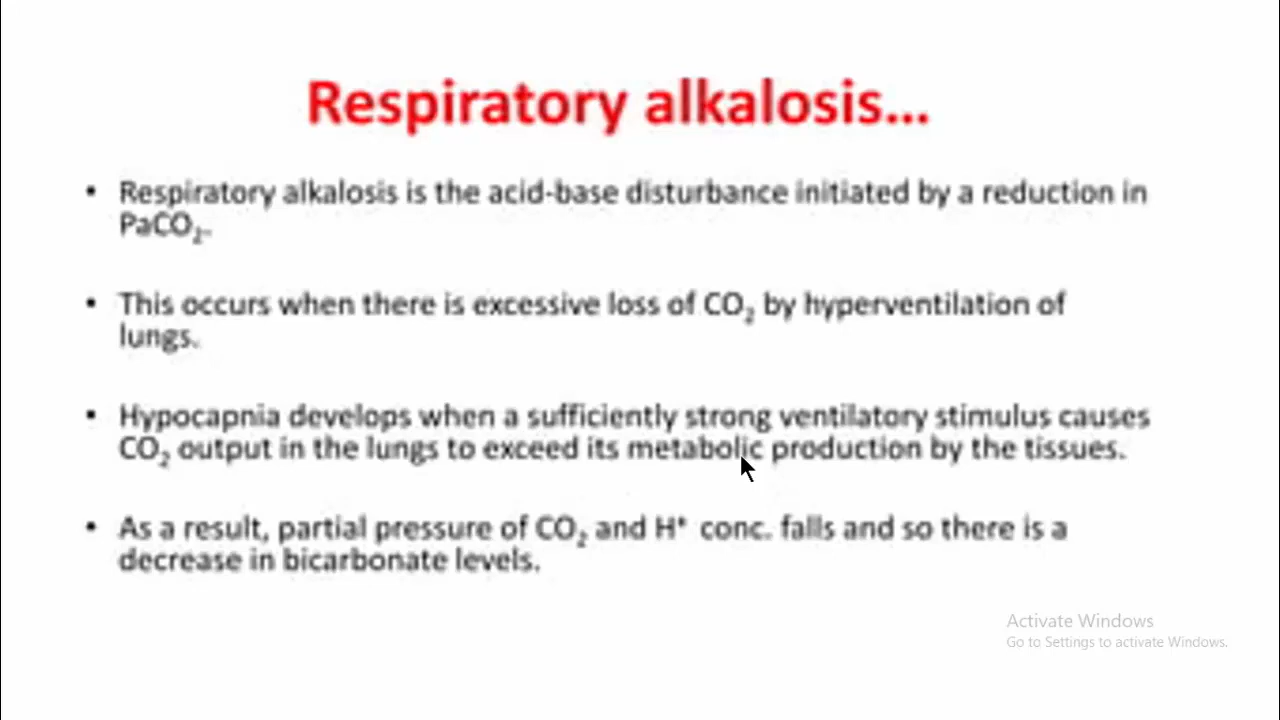 Respiratory alkalosis...
• Respiratory alkalosis is the acid-base disturbance initiated by a reduction in
PaCO₂.
• This occurs when there is excessive loss of CO₂ by hyperventilation of
lungs.
• Hypocapnia develops when a sufficiently strong ventilatory stimulus causes
CO₂ output in the lungs to exceed its metabolic production by the tissues.
• As a result, partial pressure of CO₂ and H⁺ conc. falls and so there is a
decrease in bicarbonate levels.
Activate Windows
Go to Settings to activate Windows.